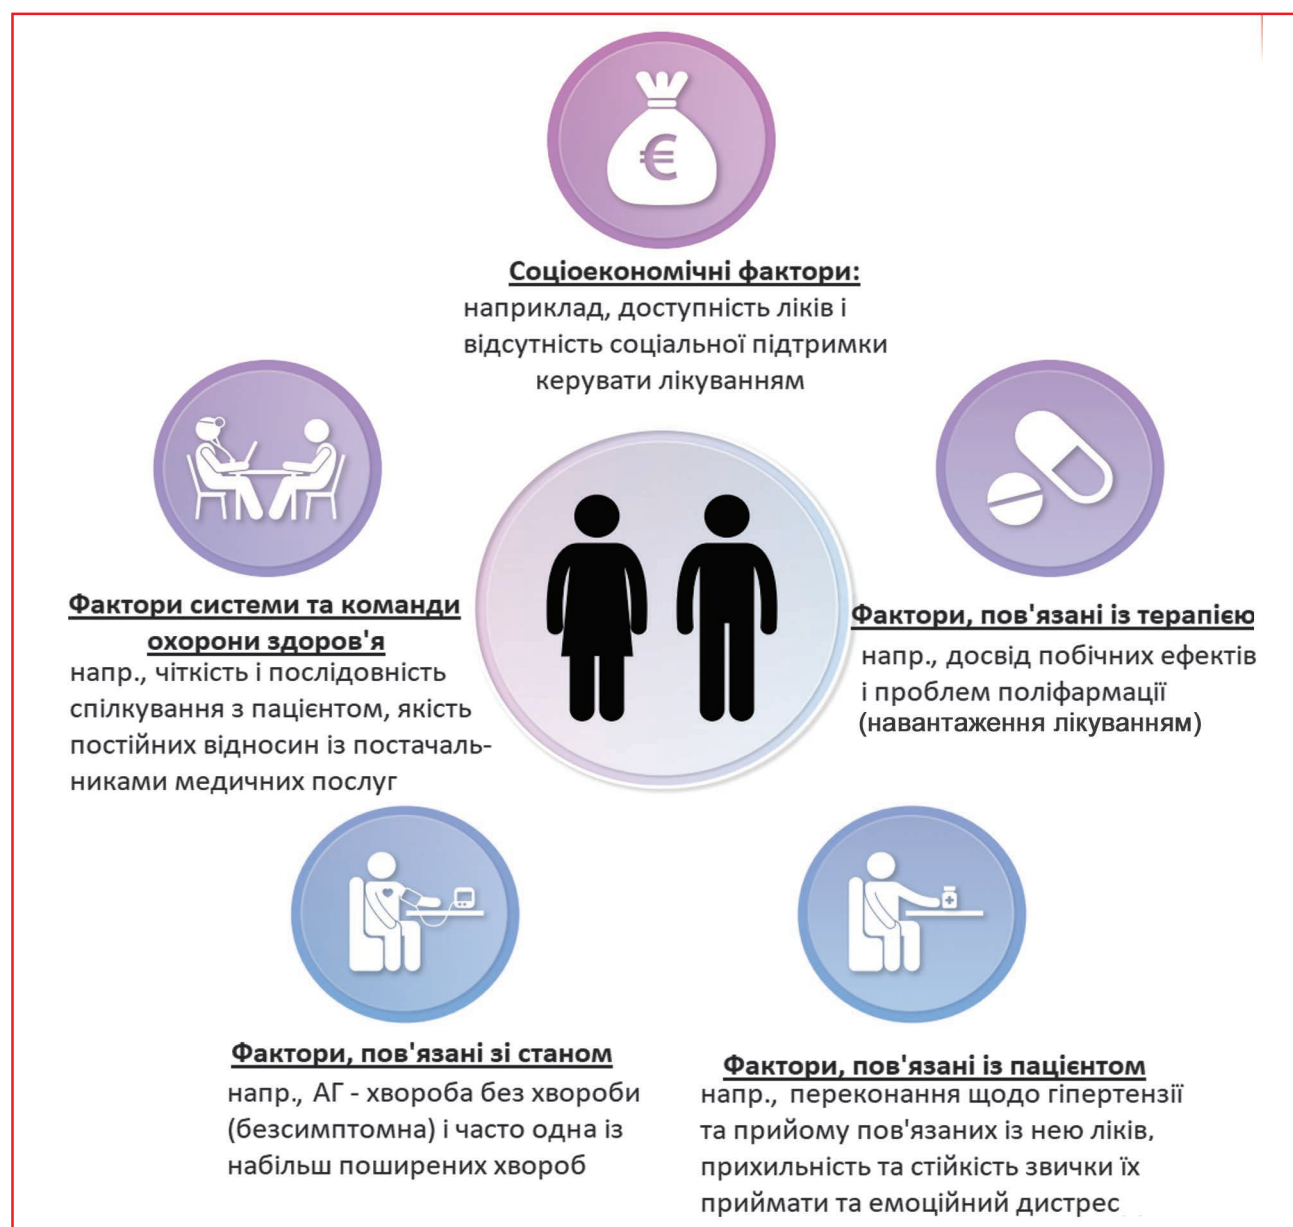 €
Соціоекономічні фактори:
наприклад, доступність ліків і
відсутність соціальної підтримки
керувати лікуванням
Фактори системи та команди
охорони здоров'я
напр., чіткість і послідовність
спілкування з пацієнтом, якість
постійних відносин із постачаль-
никами медичних послуг
Фактори, пов'язані із терапією
напр., досвід побічних ефектів
і проблем поліфармації
(навантаження лікуванням)
Фактори, пов'язані зі станом
напр., АГ - хвороба без хвороби
(безсимптомна) і часто одна із
набільш поширених хвороб
Фактори, пов'язані із пацієнтом
напр., переконання щодо гіпертензії
та прийому пов'язаних із нею ліків,
прихильність та стійкість звички їх
приймати та емоційний дистрес